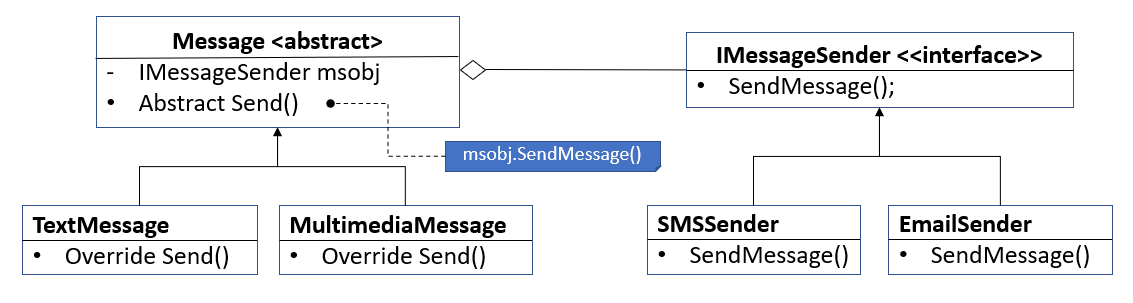 Message <abstract>
- IMessageSender msobj
• Abstract Send()
IMessageSender <<interface>>
• SendMessage();
msobj.SendMessage()
TextMessage
• Override Send()
MultimediaMessage
• Override Send()
SMSSender
• SendMessage()
EmailSender
• SendMessage()